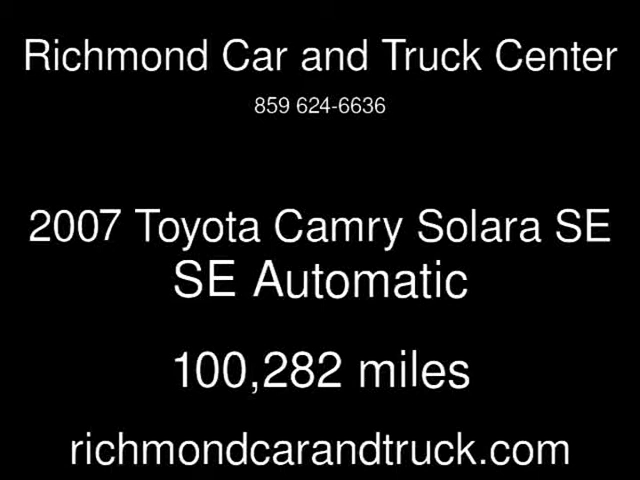 Richmond Car and Truck Center
859 624-6636
2007 Toyota Camry Solara SE
SE Automatic
100,282 miles
richmondcarandtruck.com